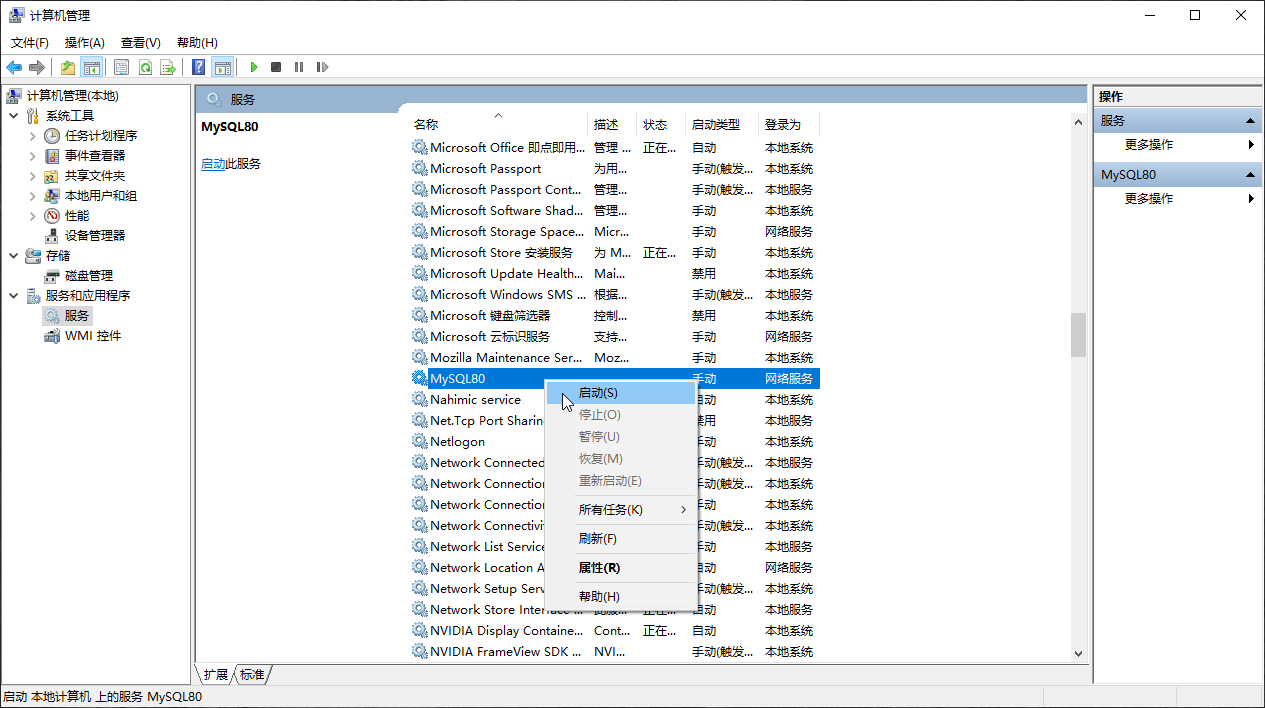 计算机管理
文件(F) 操作(A) 查看(V) 帮助(H)
计算机管理(本地)
系统工具
任务计划程序
事件查看器
共享文件夹
本地用户和组
性能
设备管理器
存储
磁盘管理
服务和应用程序
服务
WMI 控件
服务
MySQL80
启动此服务
名称 描述 状态 启动类型 登录为
Microsoft Office 即点即用... 管理 ... 正在... 自动 本地系统
Microsoft Passport 为用... 手动(触发... 本地系统
Microsoft Passport Cont... 管理... 手动(触发... 本地服务
Microsoft Software Shad... 管理... 手动 本地系统
Microsoft Storage Space... Micr... 手动 网络服务
Microsoft Store 安装服务 为 M... 正在... 手动 本地系统
Microsoft Update Health... Mai... 禁用 本地系统
Microsoft Windows SMS ... 根据... 手动(触发... 本地服务
Microsoft 键盘筛选器 控制... 禁用 本地系统
Microsoft 云标识服务 支持... 手动 网络服务
Mozilla Maintenance Ser... Moz... 手动 本地系统
MySQL80 手动 网络服务
Nahimic service 自动 本地系统
Net.Tcp Port Sharin 禁用 本地服务
Netlogon 手动 本地系统
Network Connected 手动(触发... 本地服务
Network Connection 手动(触发... 本地系统
Network Connection 手动 本地系统
Network Connectivi 手动(触发... 本地系统
Network List Service 手动 本地服务
Network Location A 自动 网络服务
Network Setup Serv 手动(触发... 本地系统
Network Store Interface ... 正在... 自动 本地服务
NVIDIA Display Containe... Cont... 正在... 自动 本地系统
NVIDIA FrameView SDK ... NVI... 手动(触发... 本地系统
启动(S)
停止(O)
暂停(U)
恢复(M)
重新启动(E)
所有任务(K)
刷新(F)
属性(R)
帮助(H)
扩展 标准
操作
服务
更多操作
MySQL80
更多操作
启动 本地计算机 上的服务 MySQL80